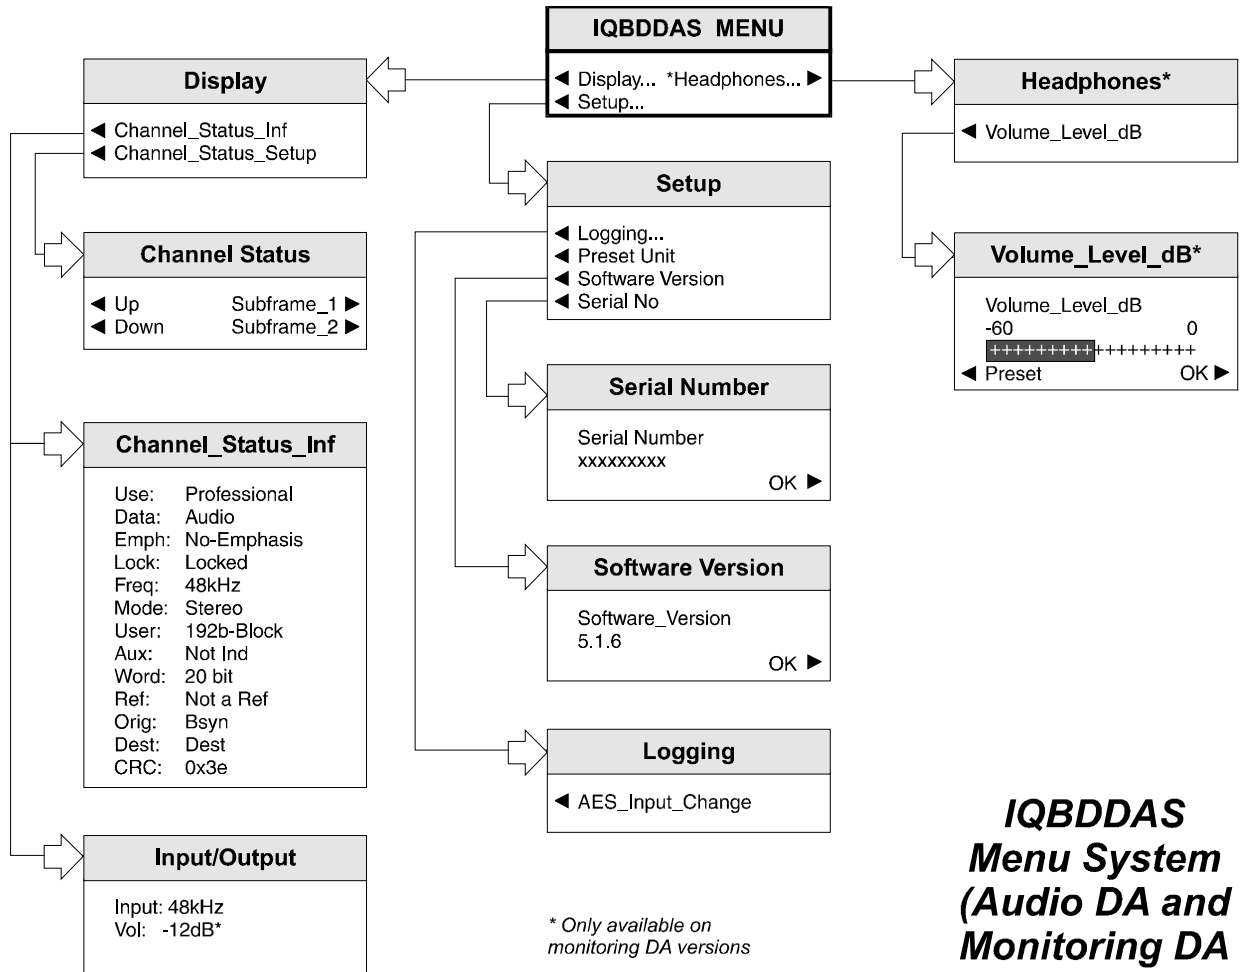 IQBDDAS MENU
◀ Display... *Headphones... ▶
◀ Setup...
Display
◀ Channel_Status_Inf
◀ Channel_Status_Setup
Headphones*
◀ Volume_Level_dB
Setup
◀ Logging...
◀ Preset Unit
◀ Software Version
◀ Serial No
Channel Status
◀ Up Subframe_1 ▶
◀ Down Subframe_2 ▶
Volume_Level_dB*
Volume_Level_dB
-60 0
++++++++++++++++++
◀ Preset OK ▶
Serial Number
Serial Number
xxxxxxxxx
OK ▶
Channel_Status_Inf
Use: Professional
Data: Audio
Emph: No-Emphasis
Lock: Locked
Freq: 48kHz
Mode: Stereo
User: 192b-Block
Aux: Not Ind
Word: 20 bit
Ref: Not a Ref
Orig: Bsyn
Dest: Dest
CRC: 0x3e
Software Version
Software_Version
5.1.6
OK ▶
Logging
◀ AES_Input_Change
Input/Output
Input: 48kHz
Vol: -12dB*
* Only available on
monitoring DA versions
IQBDDAS
Menu System
(Audio DA and
Monitoring DA